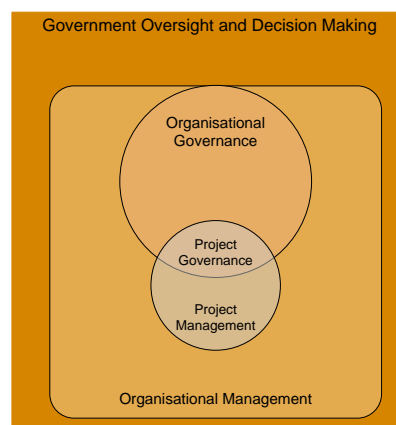 Government Oversight and Decision Making
Organisational
Governance
Project
Governance
Project
Management
Organisational Management